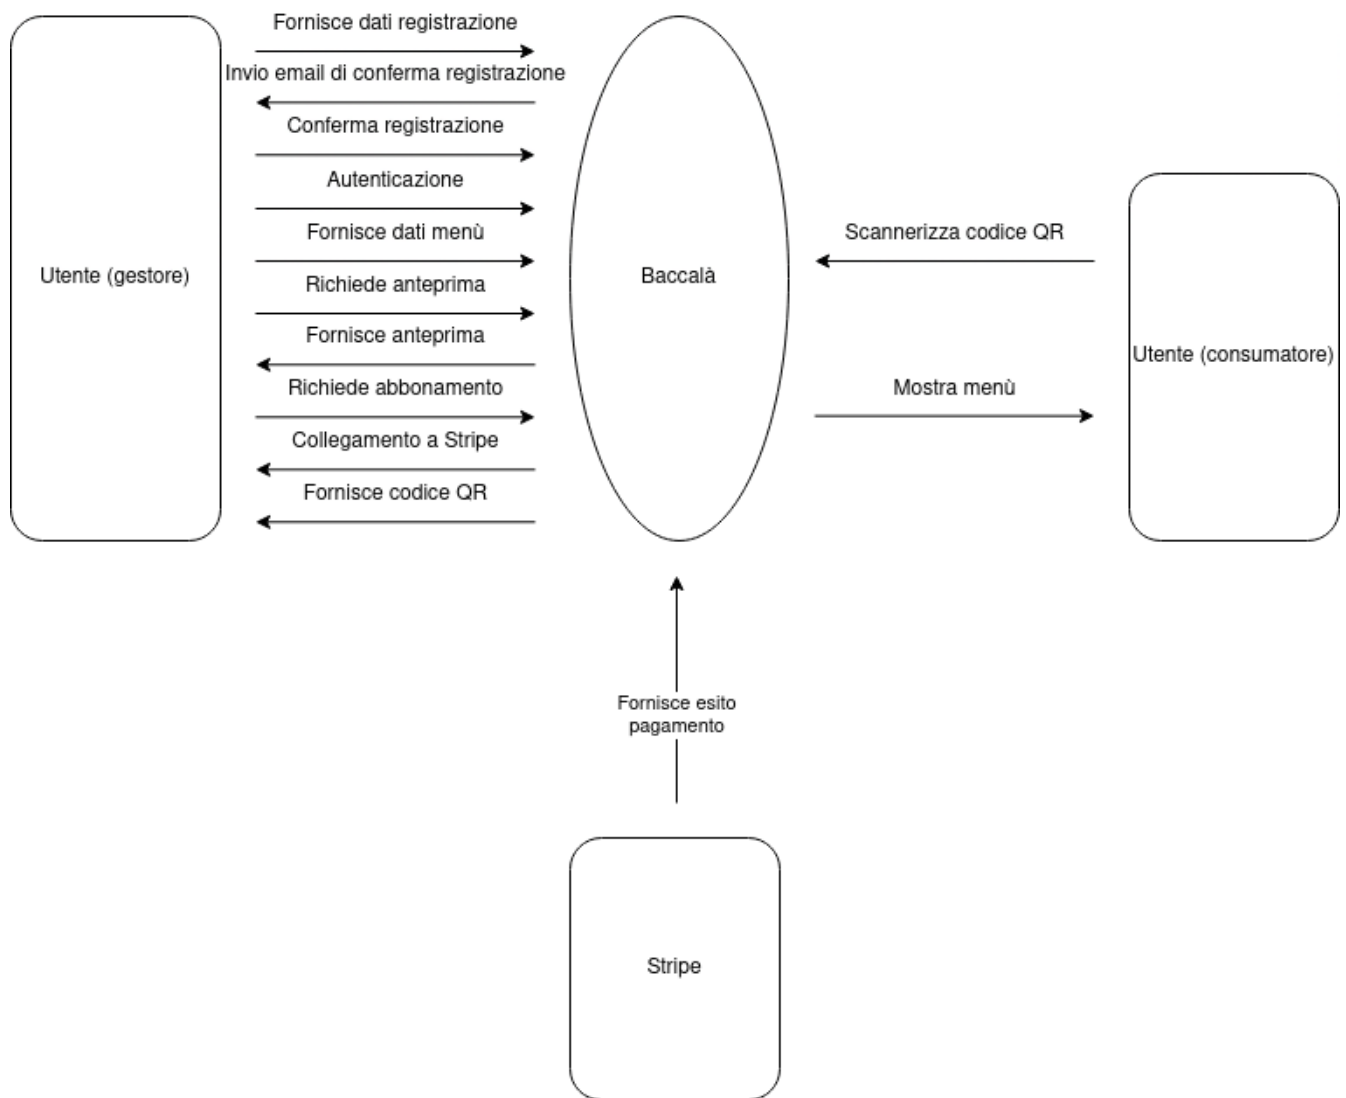 Fornisce dati registrazione
Invio email di conferma registrazione
Conferma registrazione
Autenticazione
Fornisce dati menù
Richiede anteprima
Fornisce anteprima
Richiede abbonamento
Collegamento a Stripe
Fornisce codice QR
Utente (gestore)
Baccalà
Scannerizza codice QR
Mostra menù
Utente (consumatore)
Fornisce esito
pagamento
Stripe